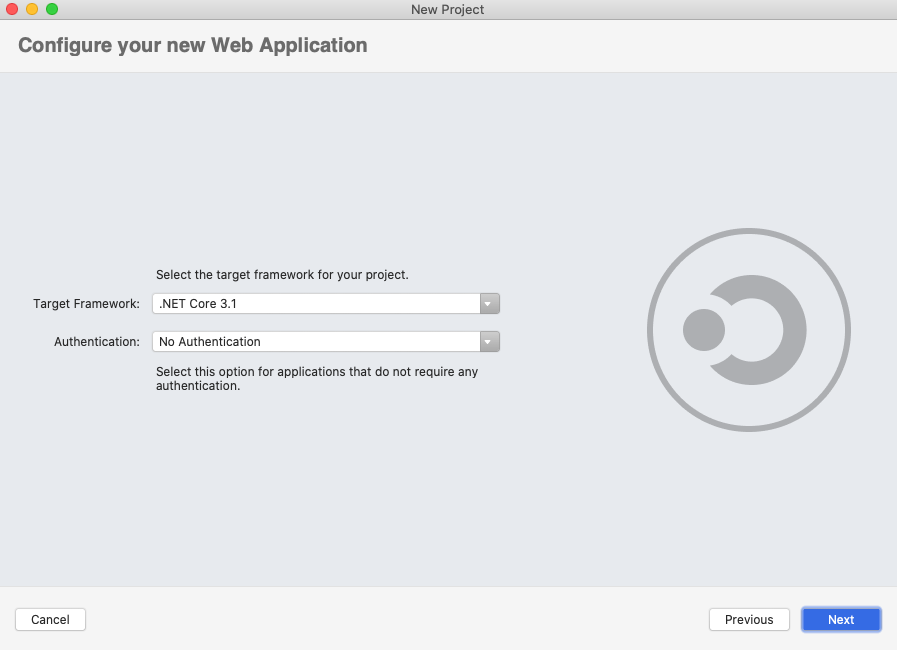 New Project
Configure your new Web Application
Select the target framework for your project.
Target Framework: .NET Core 3.1
Authentication: No Authentication
Select this option for applications that do not require any
authentication.
Cancel Previous Next